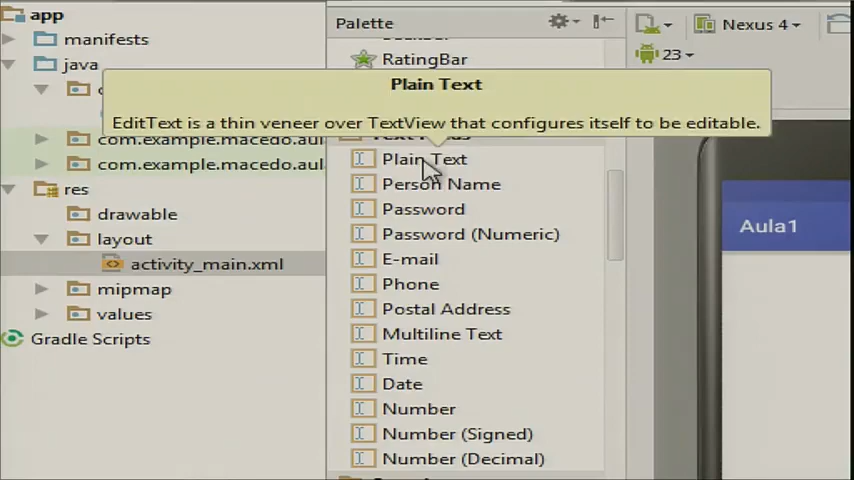 app
manifests
java
com.example.macedo.aul
com.example.macedo.aul
res
drawable
layout
activity_main.xml
mipmap
values
Gradle Scripts
Palette
RatingBar
Plain Text
EditText is a thin veneer over TextView that configures itself to be editable.
Plain Text
Person Name
Password
Password (Numeric)
E-mail
Phone
Postal Address
Multiline Text
Time
Date
Number
Number (Signed)
Number (Decimal)
Nexus 4
23
Aula1